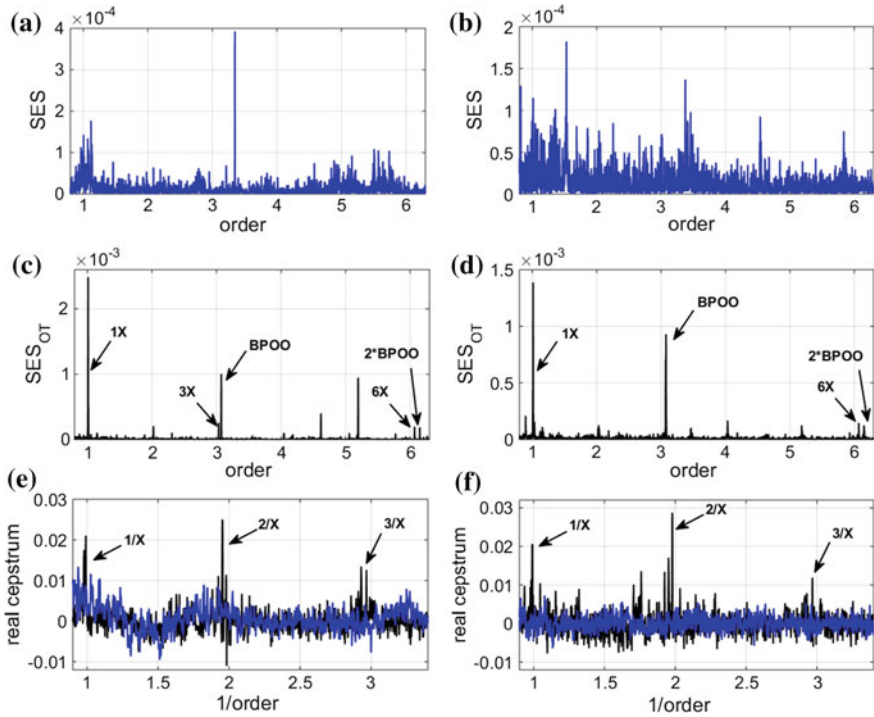 (a)
×10⁻⁴
SES
4
3
2
1
0
1 2 3 4 5 6
order
(b)
×10⁻⁴
SES
2
1.5
1
0.5
0
1 2 3 4 5 6
order
(c)
×10⁻³
SES_OT
2
1
0
1X
3X
BPOO
2*BPOO
6X
1 2 3 4 5 6
order
(d)
×10⁻³
SES_OT
1.5
1
0.5
0
1X
BPOO
2*BPOO
6X
1 2 3 4 5 6
order
(e)
real cepstrum
0.03
0.02
0.01
0
-0.01
1/X
2/X
3/X
1 1.5 2 2.5 3
1/order
(f)
real cepstrum
0.03
0.02
0.01
0
-0.01
1/X
2/X
3/X
1 1.5 2 2.5 3
1/order